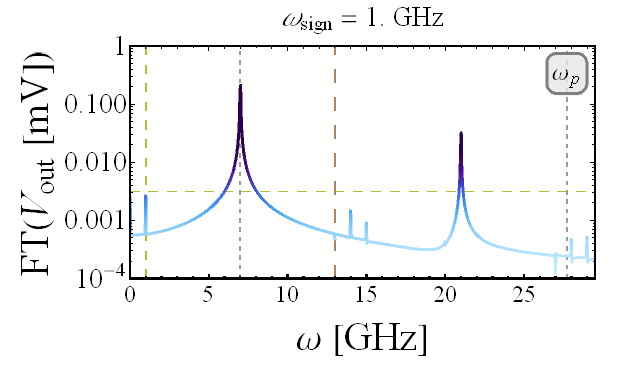 ω_sign = 1. GHz
FT(V_out [mV])
1
0.100
0.010
0.001
10^-4
ω_p
0 5 10 15 20 25
ω [GHz]